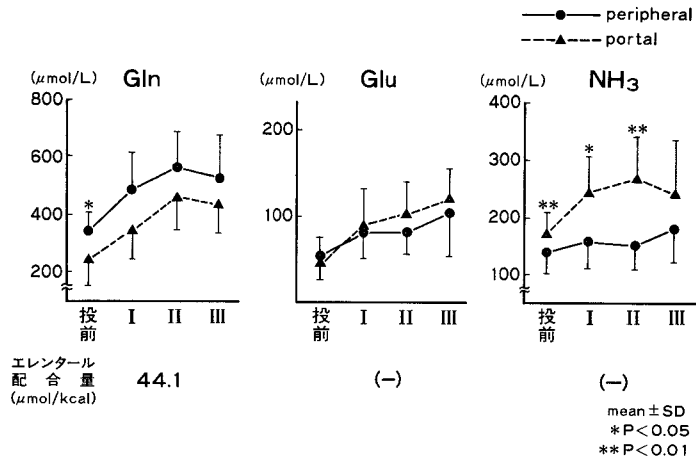 peripheral
portal
(μmol/L) Gln
800
600
400
200
*
投前 I II III
(μmol/L) Glu
200
100
投前 I II III
(μmol/L) NH₃
400
300
200
100
** * **
投前 I II III
エレンタール
配合量
(μmol/kcal)
44.1 (−) (−)
mean±SD
*P<0.05
**P<0.01